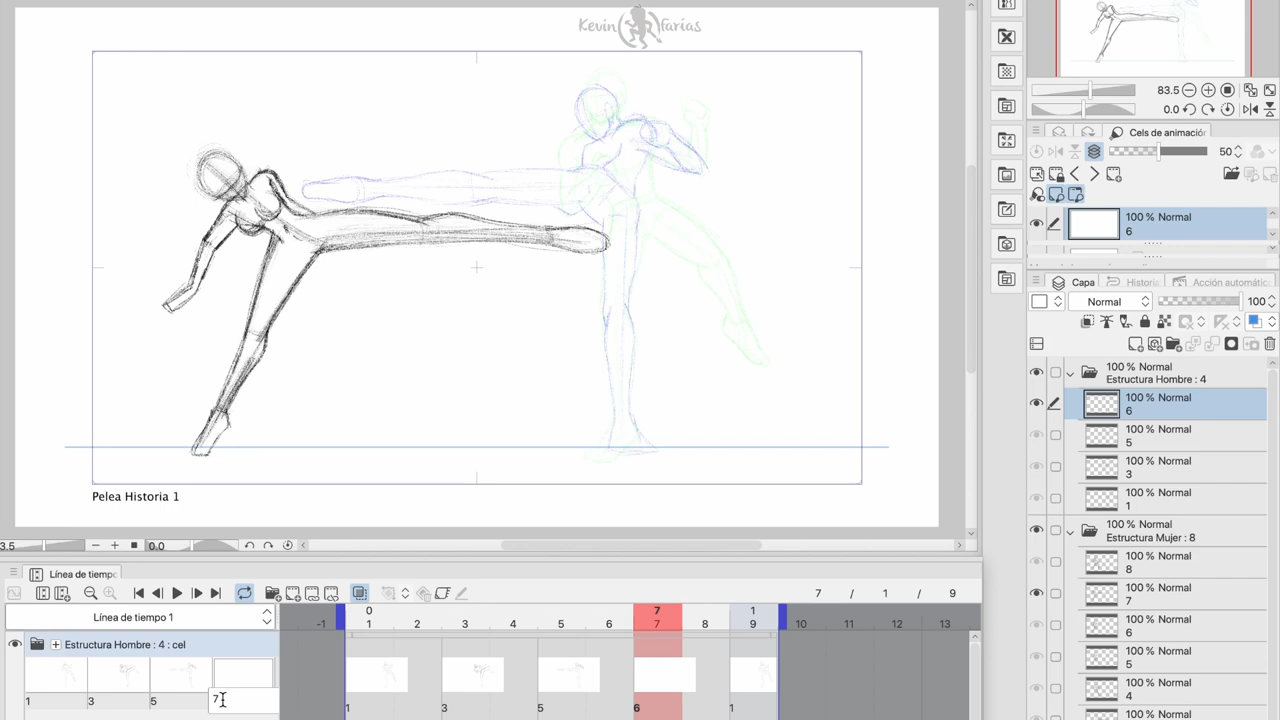 Kevin farias
83.5
0.0
Cels de animación
50
100 % Normal
6
Capa
Historia
Acción automátic
Normal
100
100 % Normal
Estructura Hombre : 4
100 % Normal
6
100 % Normal
5
100 % Normal
3
100 % Normal
1
100 % Normal
Estructura Mujer : 8
100 % Normal
8
100 % Normal
7
100 % Normal
6
100 % Normal
5
100 % Normal
4
100 % Normal
Pelea Historia 1
3.5
0.0
Línea de tiempo
7 / 1 / 9
Línea de tiempo 1
0 7 1
-1 1 2 3 4 5 6 7 8 9 10 11 12 13
Estructura Hombre : 4 : cel
1 3 5 7
1 3 5 6 1